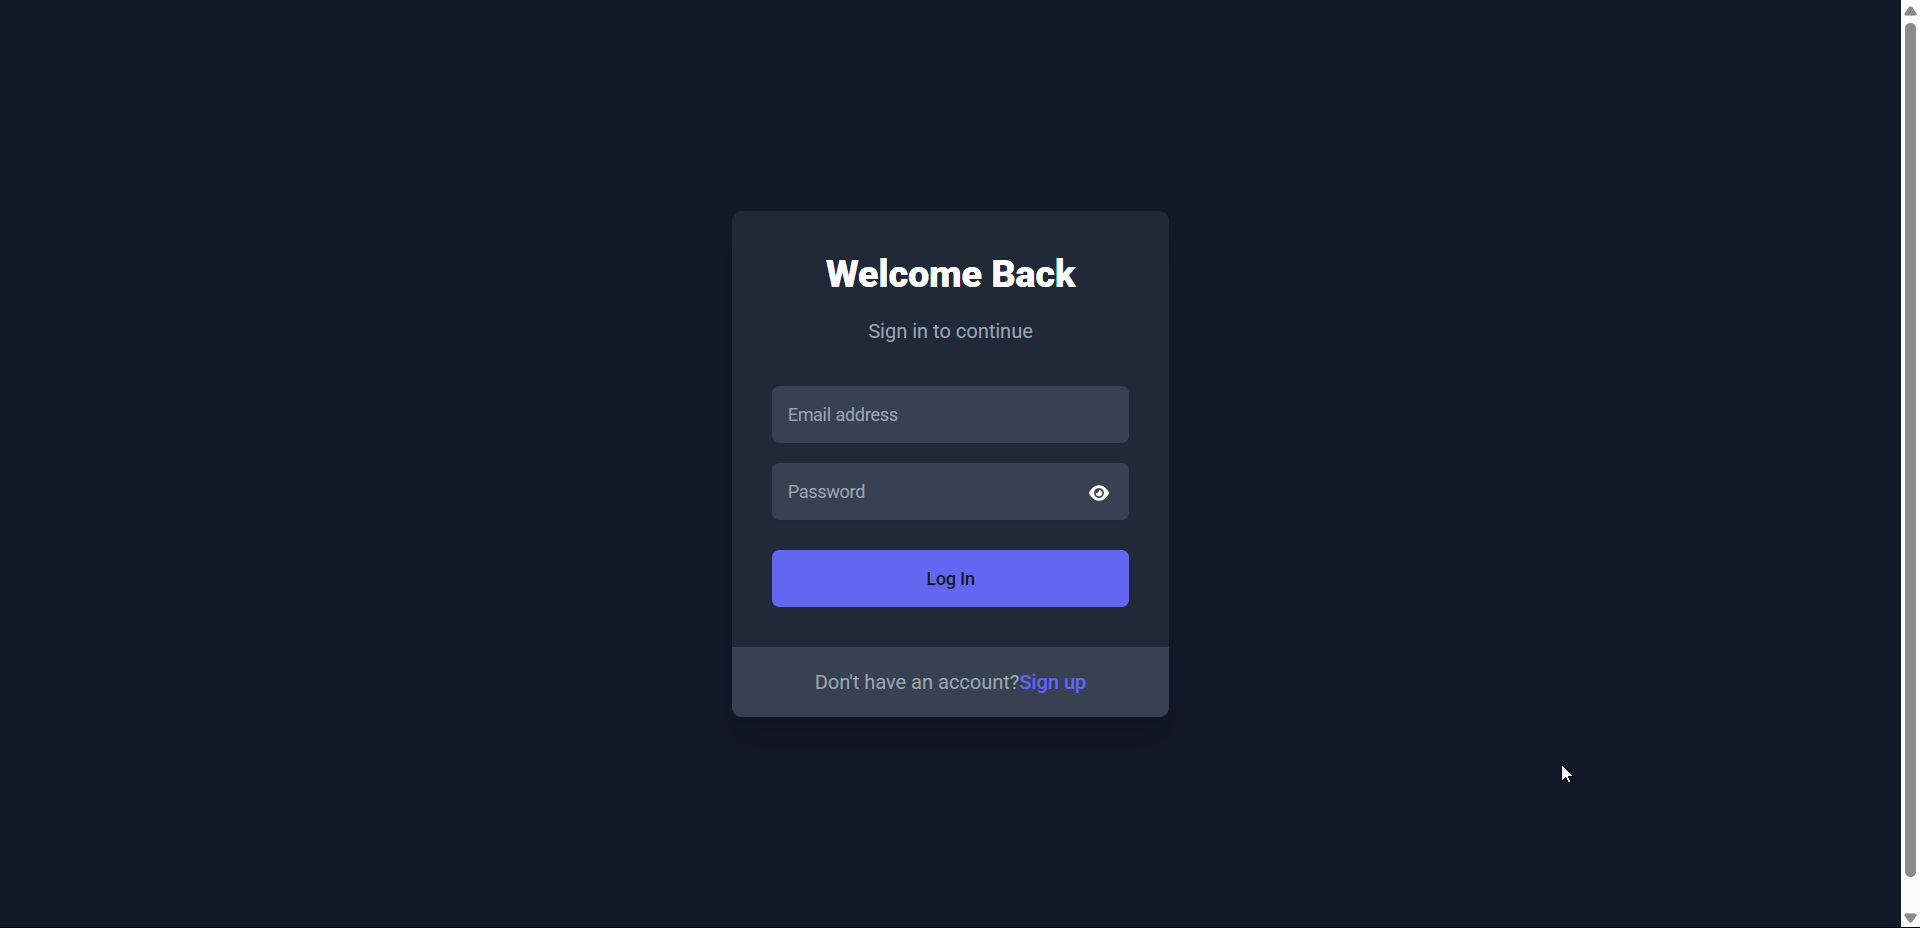 Welcome Back
Sign in to continue
Email address
Password
Log In
Don't have an account?Sign up